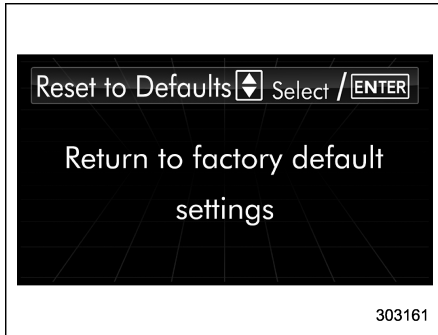 Reset to Defaults Select / ENTER
Return to factory default
settings
303161